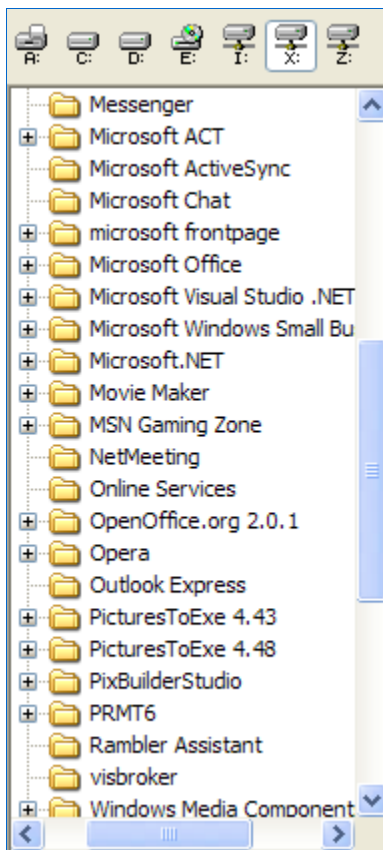 A: C: D: E: I: X: Z:
Messenger
Microsoft ACT
Microsoft ActiveSync
Microsoft Chat
microsoft frontpage
Microsoft Office
Microsoft Visual Studio .NET
Microsoft Windows Small Bu
Microsoft.NET
Movie Maker
MSN Gaming Zone
NetMeeting
Online Services
OpenOffice.org 2.0.1
Opera
Outlook Express
PicturesToExe 4.43
PicturesToExe 4.48
PixBuilderStudio
PRMT6
Rambler Assistant
visbroker
Windows Media Component